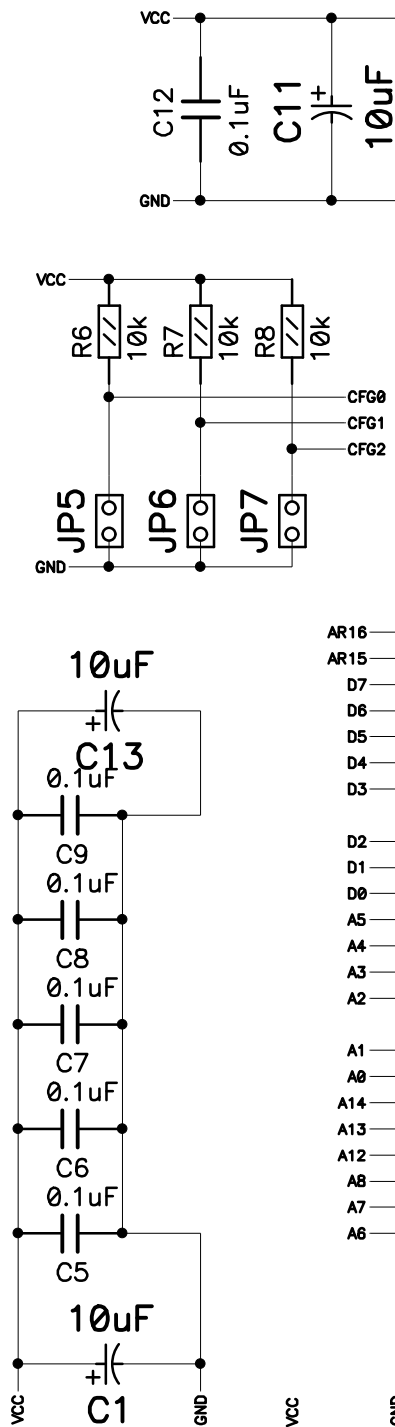 VCC
C12
0.1uF
C11
+
10uF
GND
VCC
R6
10k
R7
10k
R8
10k
CFG0
CFG1
CFG2
JP5
JP6
JP7
GND
10uF
+
C13
0.1uF
C9
0.1uF
C8
0.1uF
C7
0.1uF
C6
0.1uF
C5
10uF
+
C1
VCC
GND
VCC
GND
AR16
AR15
D7
D6
D5
D4
D3
D2
D1
D0
A5
A4
A3
A2
A1
A0
A14
A13
A12
A8
A7
A6